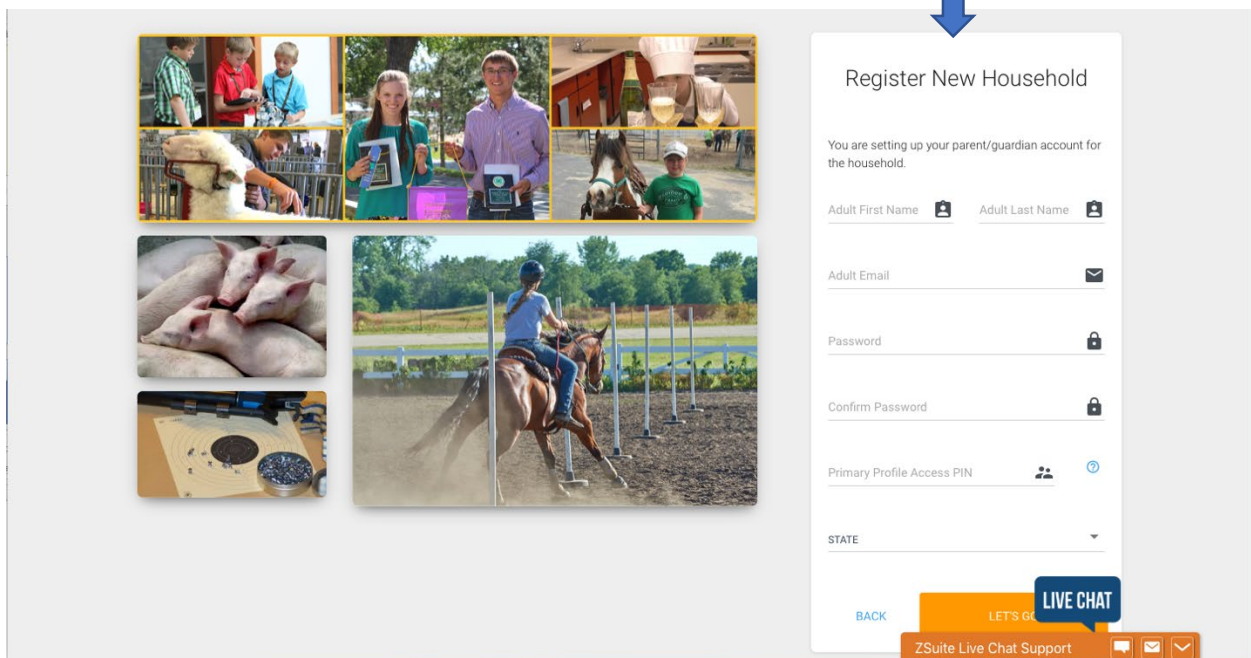 Register New Household
You are setting up your parent/guardian account for
the household.
Adult First Name
Adult Last Name
Adult Email
Password
Confirm Password
Primary Profile Access PIN
STATE
BACK
LET'S GO
LIVE CHAT
ZSuite Live Chat Support